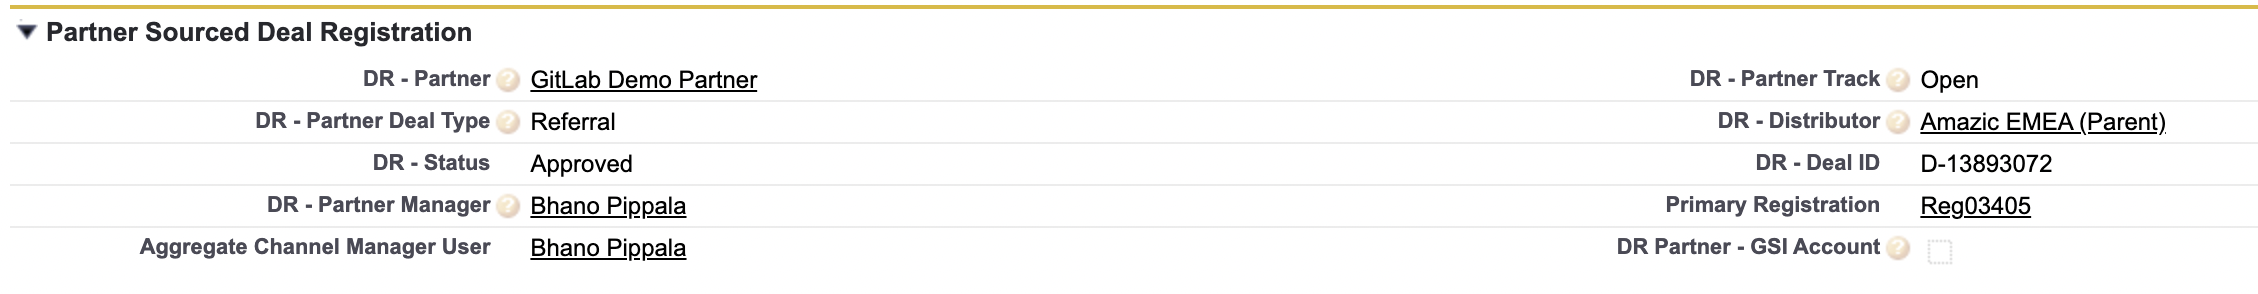 Partner Sourced Deal Registration
DR - Partner ? GitLab Demo Partner DR - Partner Track ? Open
DR - Partner Deal Type ? Referral DR - Distributor ? Amazic EMEA (Parent)
DR - Status Approved DR - Deal ID D-13893072
DR - Partner Manager ? Bhano Pippala Primary Registration Reg03405
Aggregate Channel Manager User Bhano Pippala DR Partner - GSI Account ?